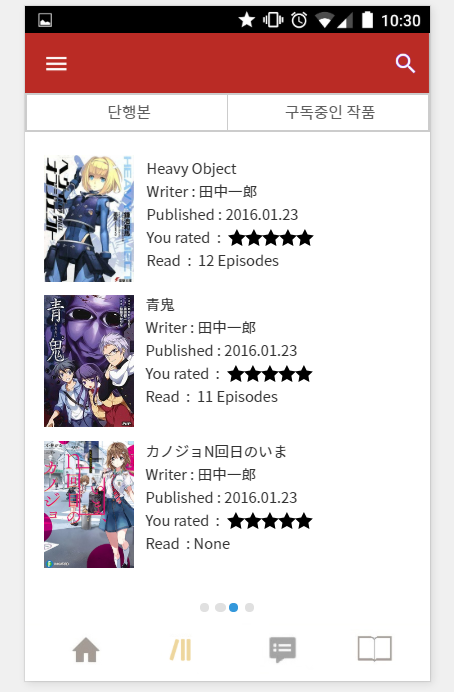 10:30
단행본
구독중인 작품
Heavy Object
Writer : 田中一郎
Published : 2016.01.23
You rated : ★★★★★
Read : 12 Episodes
青鬼
青鬼
Writer : 田中一郎
Published : 2016.01.23
You rated : ★★★★★
Read : 11 Episodes
カノジョN回目のいま
Writer : 田中一郎
Published : 2016.01.23
You rated : ★★★★★
Read : None